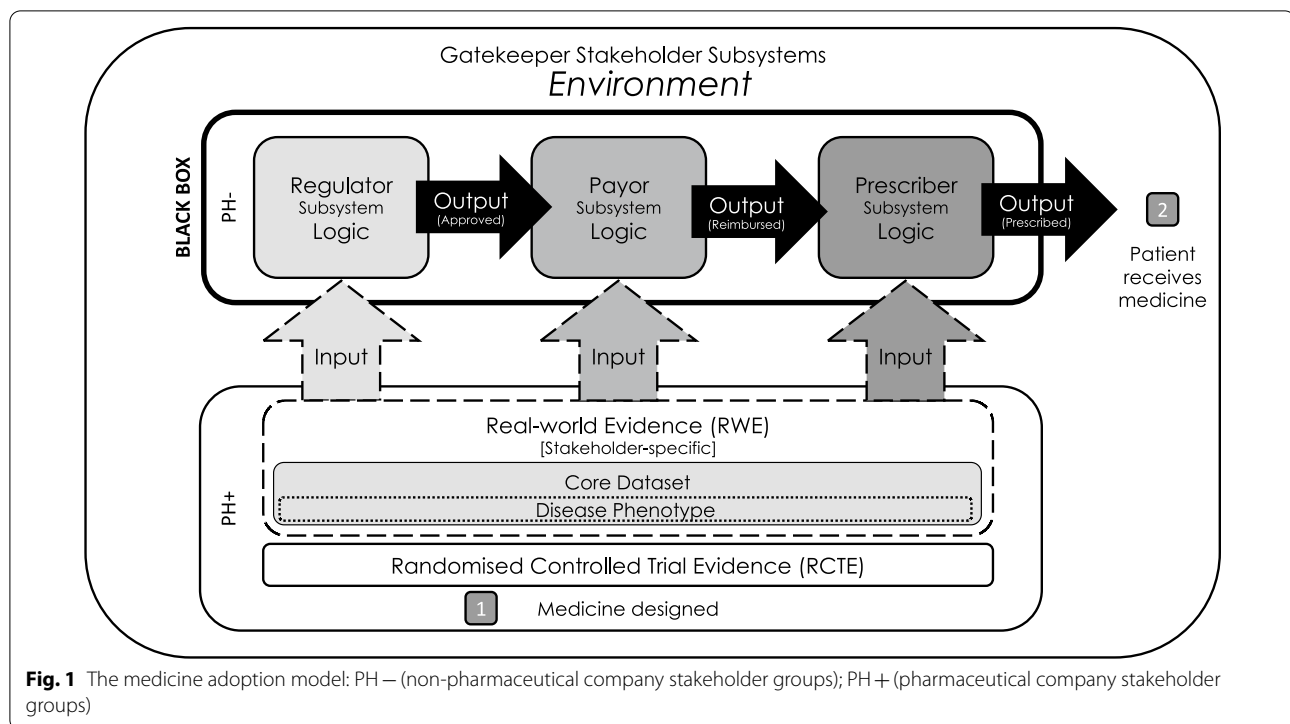 Gatekeeper Stakeholder Subsystems
Environment
BLACK BOX
PH-
Regulator
Subsystem
Logic
Output
(Approved)
Payor
Subsystem
Logic
Output
(Reimbursed)
Prescriber
Subsystem
Logic
Output
(Prescribed)
2
Patient
receives
medicine
Input
Input
Input
PH+
Real-world Evidence (RWE)
[Stakeholder-specific]
Core Dataset
Disease Phenotype
Randomised Controlled Trial Evidence (RCTE)
1
Medicine designed
Fig. 1 The medicine adoption model: PH − (non-pharmaceutical company stakeholder groups); PH + (pharmaceutical company stakeholder
groups)